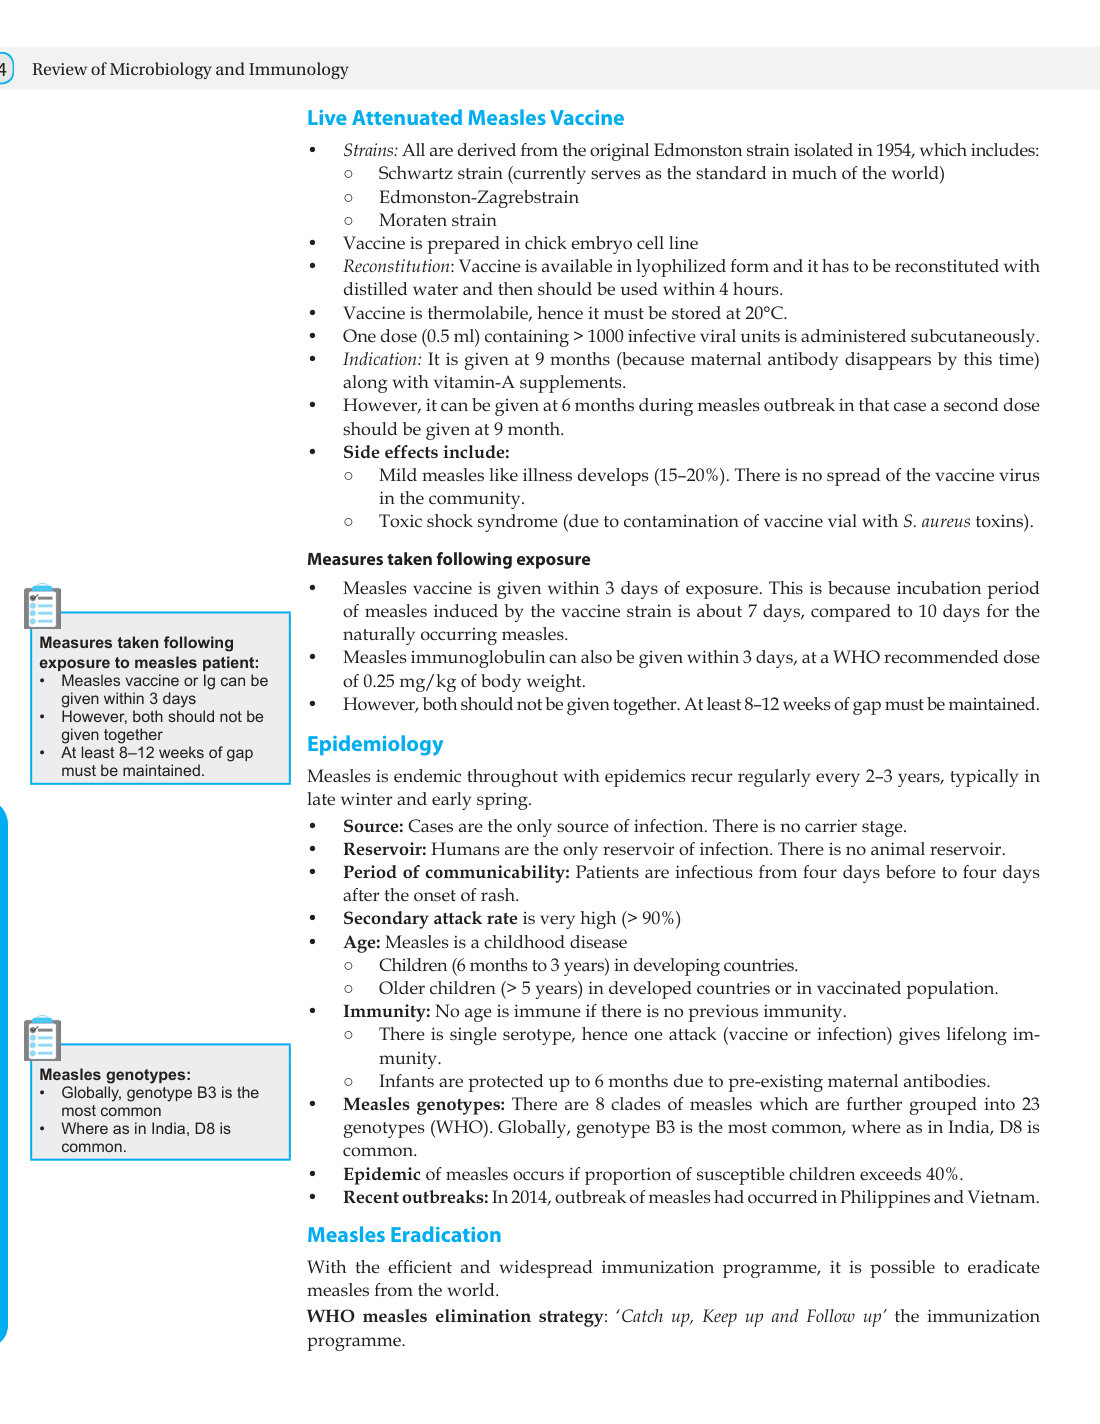 4 Review of Microbiology and Immunology
Live Attenuated Measles Vaccine
• Strains: All are derived from the original Edmonston strain isolated in 1954, which includes:
○ Schwartz strain (currently serves as the standard in much of the world)
○ Edmonston-Zagrebstrain
○ Moraten strain
• Vaccine is prepared in chick embryo cell line
• Reconstitution: Vaccine is available in lyophilized form and it has to be reconstituted with
distilled water and then should be used within 4 hours.
• Vaccine is thermolabile, hence it must be stored at 20°C.
• One dose (0.5 ml) containing > 1000 infective viral units is administered subcutaneously.
• Indication: It is given at 9 months (because maternal antibody disappears by this time)
along with vitamin-A supplements.
• However, it can be given at 6 months during measles outbreak in that case a second dose
should be given at 9 month.
• Side effects include:
○ Mild measles like illness develops (15–20%). There is no spread of the vaccine virus
in the community.
○ Toxic shock syndrome (due to contamination of vaccine vial with S. aureus toxins).
Measures taken following exposure
• Measles vaccine is given within 3 days of exposure. This is because incubation period
of measles induced by the vaccine strain is about 7 days, compared to 10 days for the
naturally occurring measles.
• Measles immunoglobulin can also be given within 3 days, at a WHO recommended dose
of 0.25 mg/kg of body weight.
• However, both should not be given together. At least 8–12 weeks of gap must be maintained.
Measures taken following
exposure to measles patient:
• Measles vaccine or Ig can be
given within 3 days
• However, both should not be
given together
• At least 8–12 weeks of gap
must be maintained.
Epidemiology
Measles is endemic throughout with epidemics recur regularly every 2–3 years, typically in
late winter and early spring.
• Source: Cases are the only source of infection. There is no carrier stage.
• Reservoir: Humans are the only reservoir of infection. There is no animal reservoir.
• Period of communicability: Patients are infectious from four days before to four days
after the onset of rash.
• Secondary attack rate is very high (> 90%)
• Age: Measles is a childhood disease
○ Children (6 months to 3 years) in developing countries.
○ Older children (> 5 years) in developed countries or in vaccinated population.
• Immunity: No age is immune if there is no previous immunity.
○ There is single serotype, hence one attack (vaccine or infection) gives lifelong im-
munity.
○ Infants are protected up to 6 months due to pre-existing maternal antibodies.
• Measles genotypes: There are 8 clades of measles which are further grouped into 23
genotypes (WHO). Globally, genotype B3 is the most common, where as in India, D8 is
common.
• Epidemic of measles occurs if proportion of susceptible children exceeds 40%.
• Recent outbreaks: In 2014, outbreak of measles had occurred in Philippines and Vietnam.
Measles genotypes:
• Globally, genotype B3 is the
most common
• Where as in India, D8 is
common.
Measles Eradication
With the efficient and widespread immunization programme, it is possible to eradicate
measles from the world.
WHO measles elimination strategy: ‘Catch up, Keep up and Follow up’ the immunization
programme.